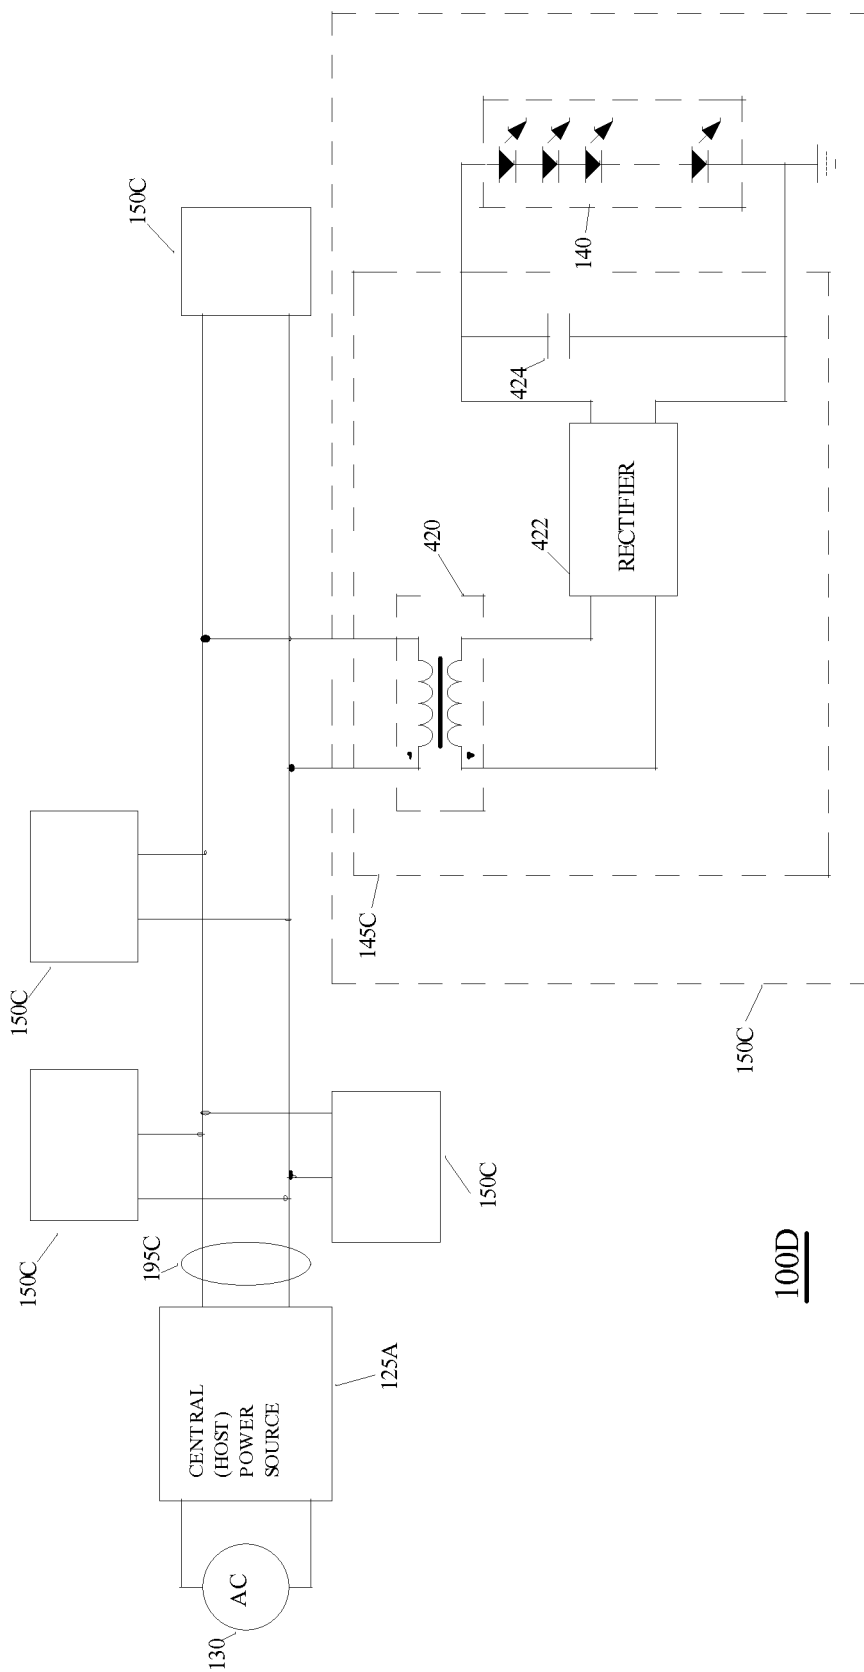 130
AC
CENTRAL
(HOST)
POWER
SOURCE
125A
195C
150C
150C
150C
150C
150C
145C
420
422
RECTIFIER
424
140
100D